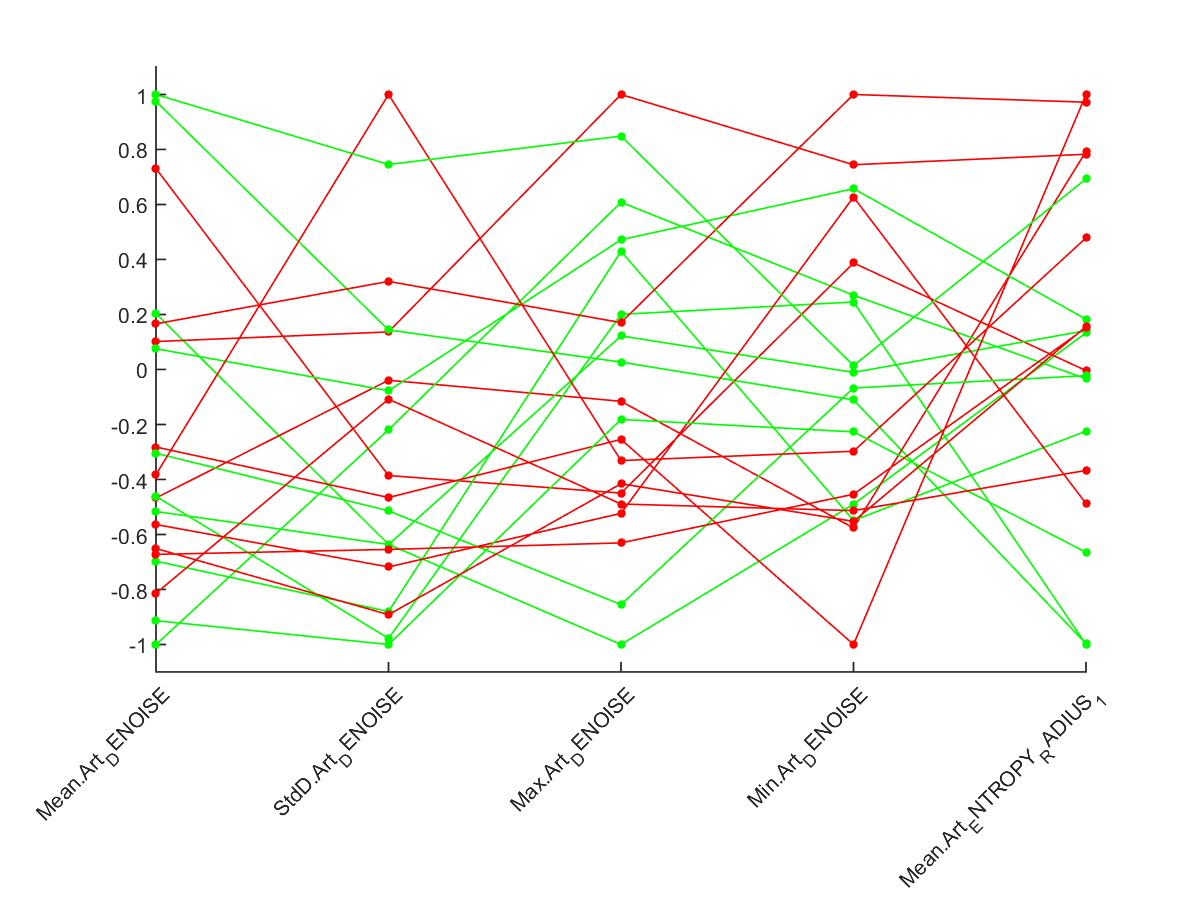 1
0.8
0.6
0.4
0.2
0
-0.2
-0.4
-0.6
-0.8
-1
Mean.Art_DENOISE
StdD.Art_DENOISE
Max.Art_DENOISE
Min.Art_DENOISE
Mean.Art_ENTROPY_RADIUS_1